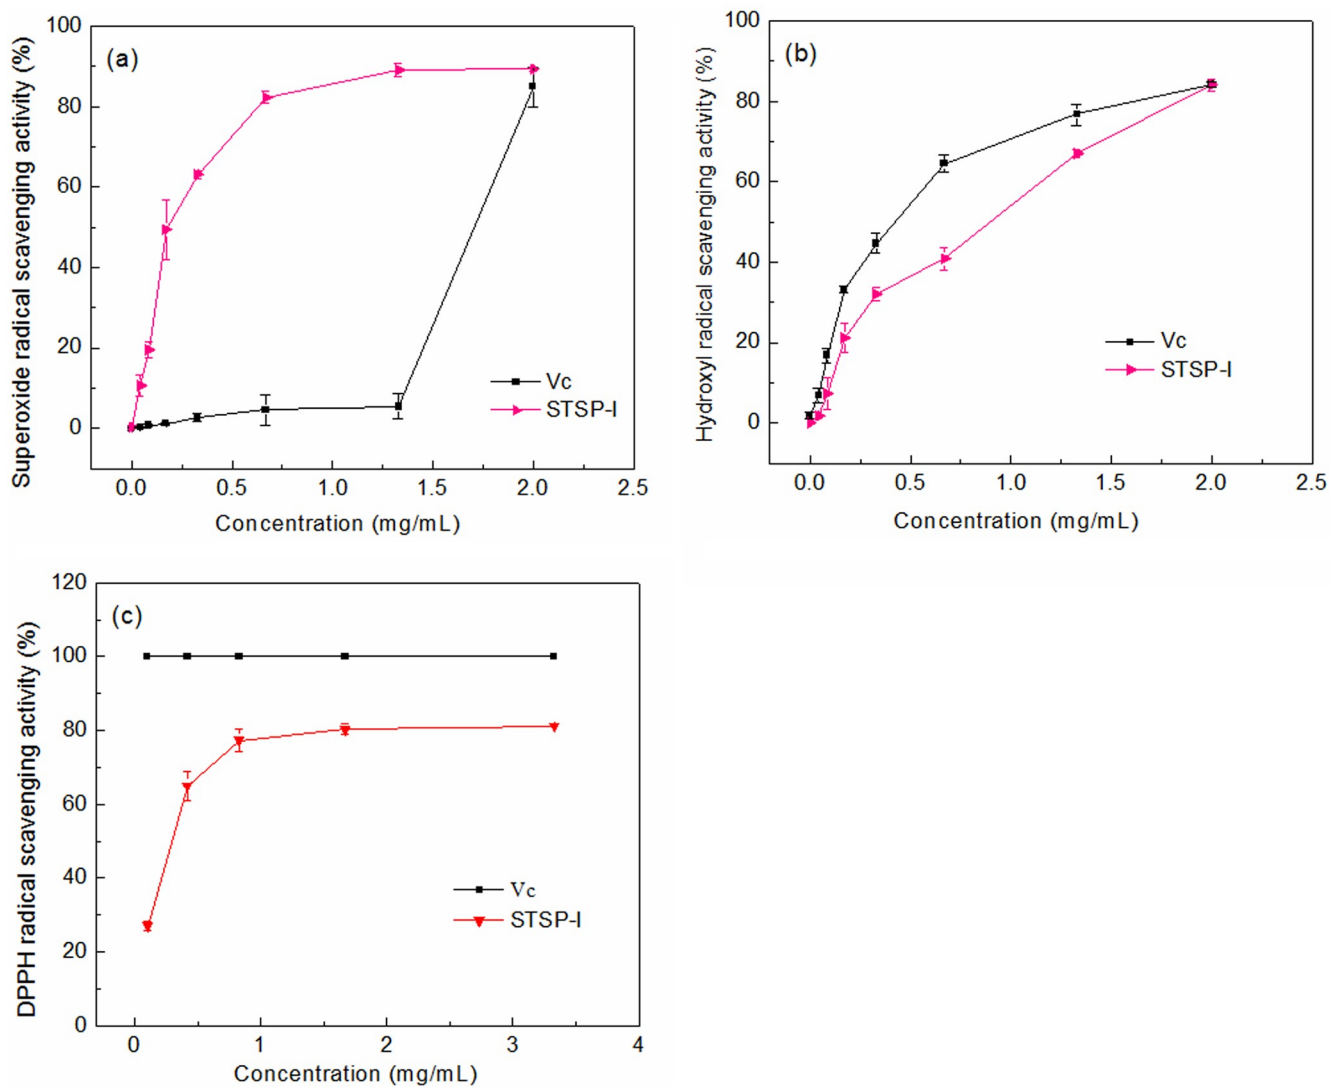 (a)
Superoxide radical scavenging activity (%)
100
80
60
40
20
0
Vc
STSP-I
0.0 0.5 1.0 1.5 2.0 2.5
Concentration (mg/mL)
(b)
Hydroxyl radical scavenging activity (%)
100
80
60
40
20
0
Vc
STSP-I
0.0 0.5 1.0 1.5 2.0 2.5
Concentration (mg/mL)
(c)
DPPH radical scavenging activity (%)
120
100
80
60
40
20
0
Vc
STSP-I
0 1 2 3 4
Concentration (mg/mL)